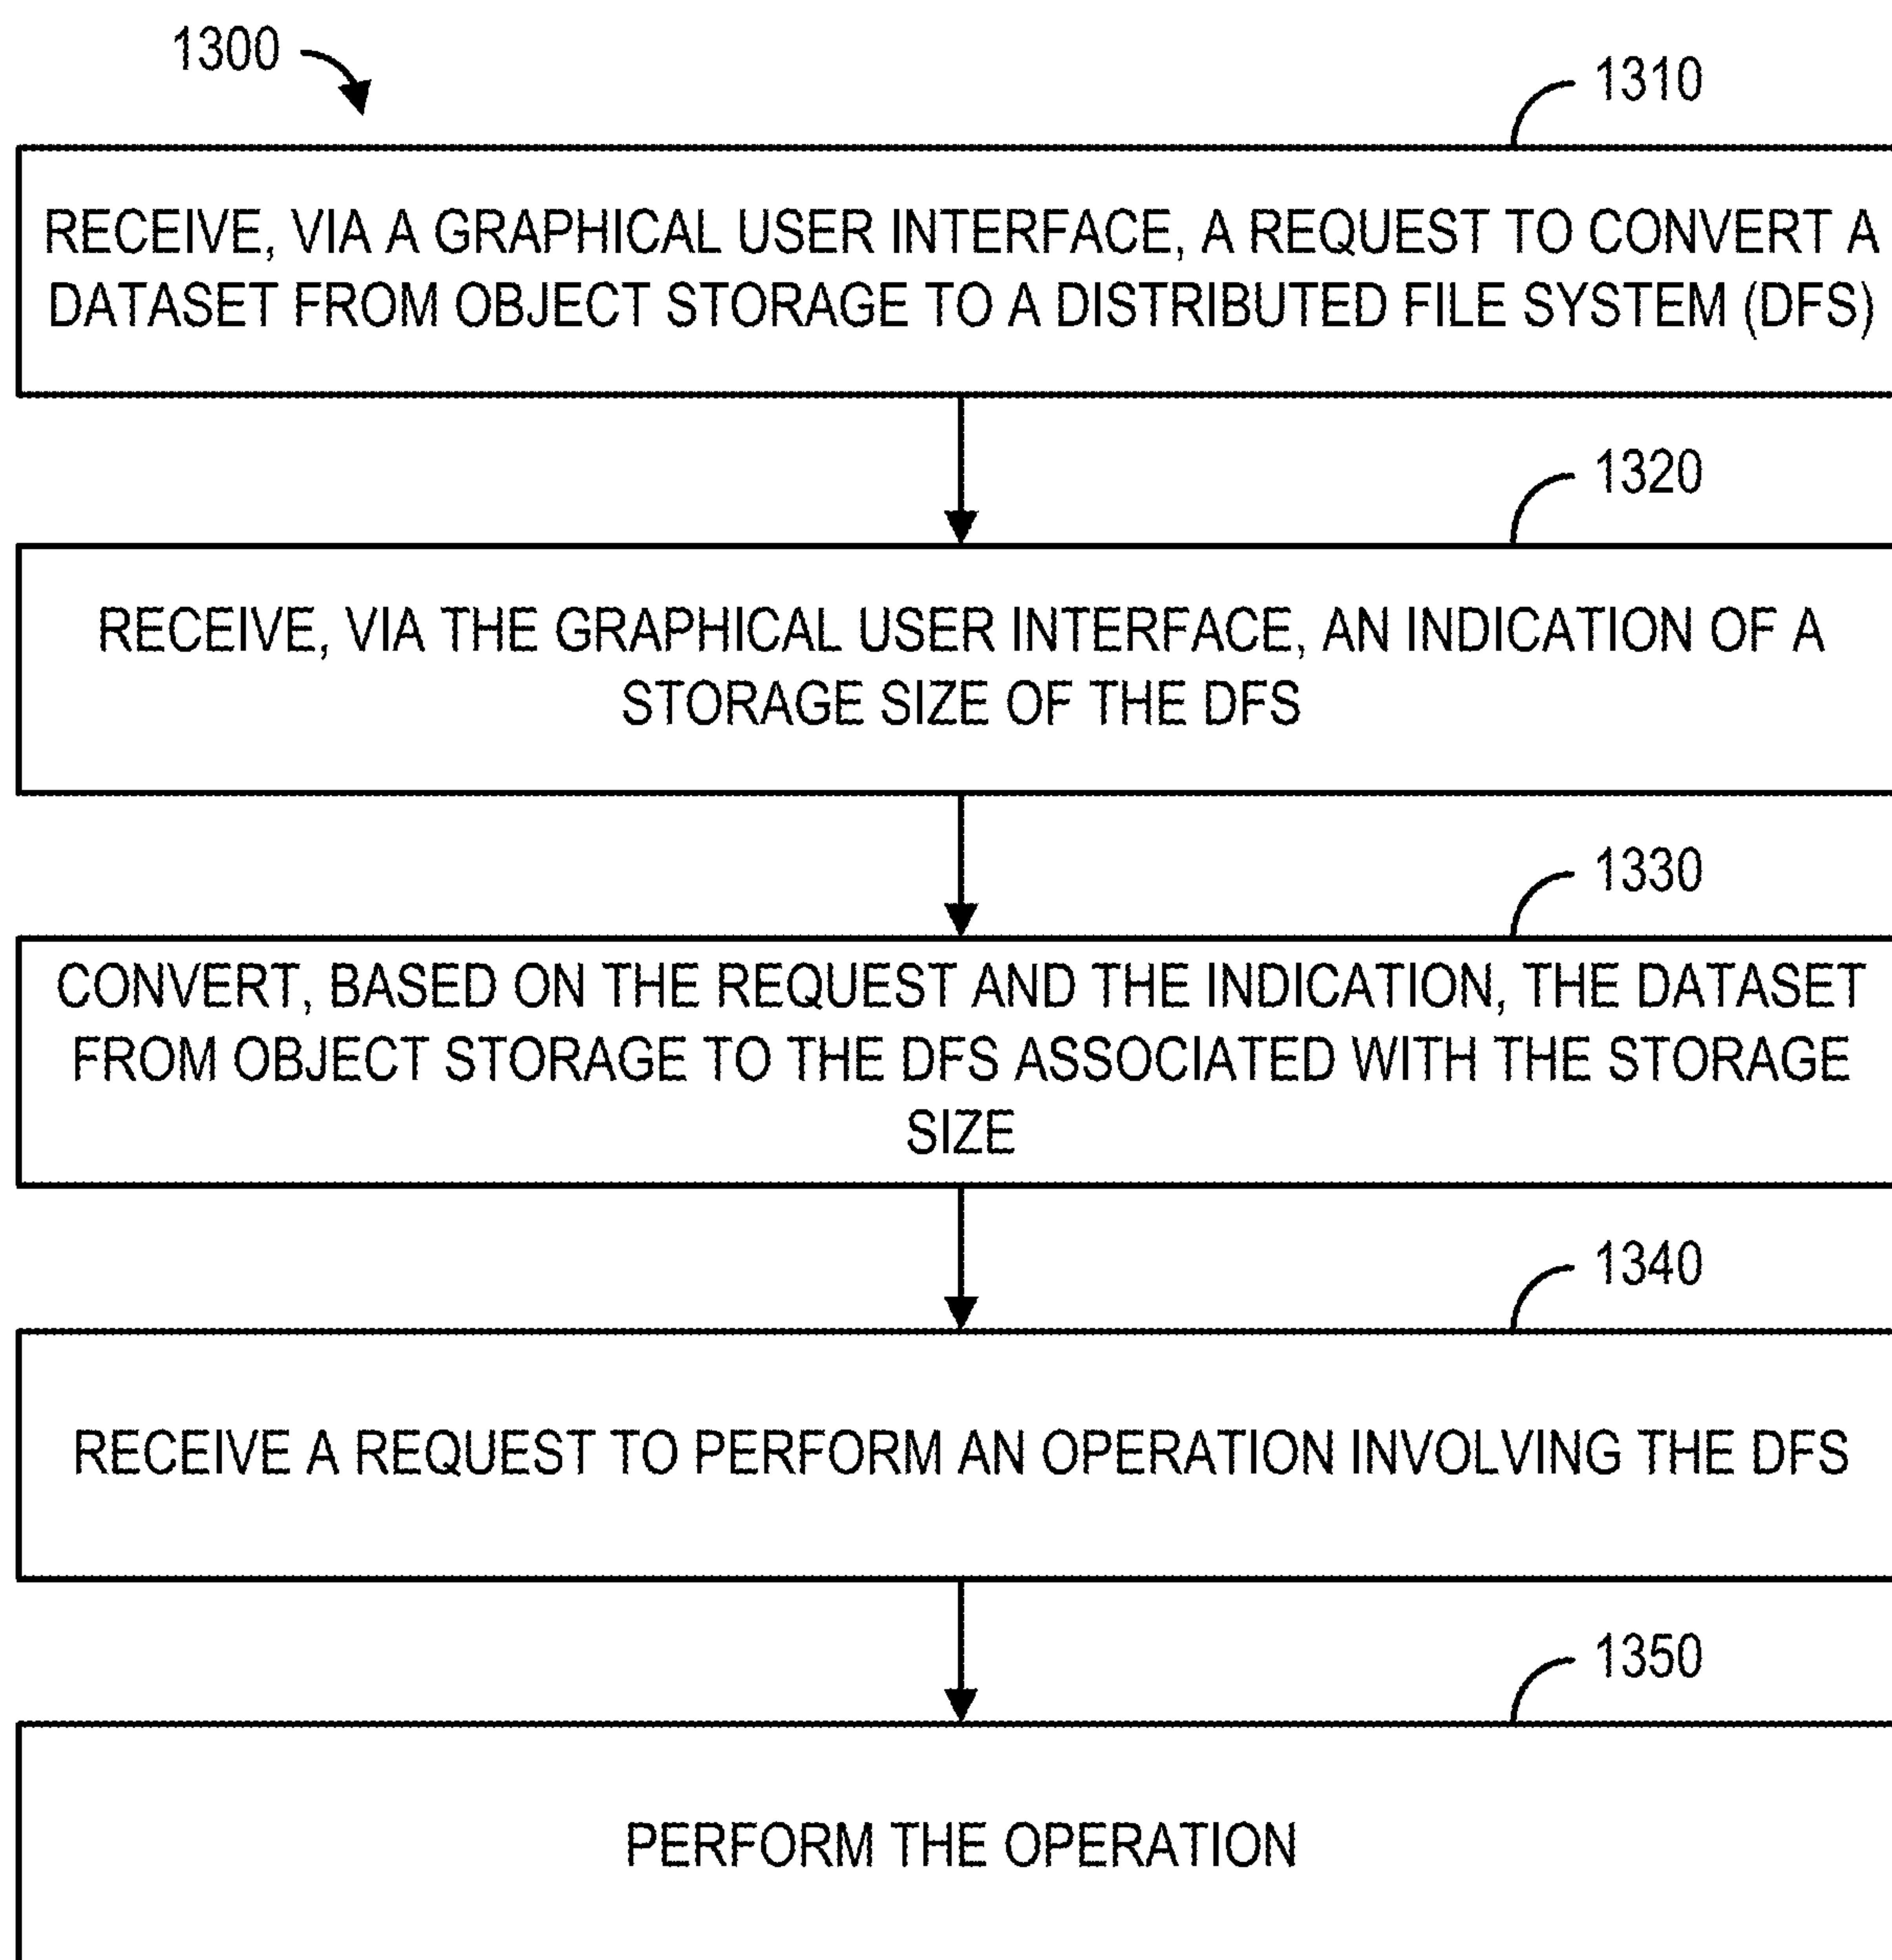 1300
1310
RECEIVE, VIA A GRAPHICAL USER INTERFACE, A REQUEST TO CONVERT A
DATASET FROM OBJECT STORAGE TO A DISTRIBUTED FILE SYSTEM (DFS)
1320
RECEIVE, VIA THE GRAPHICAL USER INTERFACE, AN INDICATION OF A
STORAGE SIZE OF THE DFS
1330
CONVERT, BASED ON THE REQUEST AND THE INDICATION, THE DATASET
FROM OBJECT STORAGE TO THE DFS ASSOCIATED WITH THE STORAGE
SIZE
1340
RECEIVE A REQUEST TO PERFORM AN OPERATION INVOLVING THE DFS
1350
PERFORM THE OPERATION